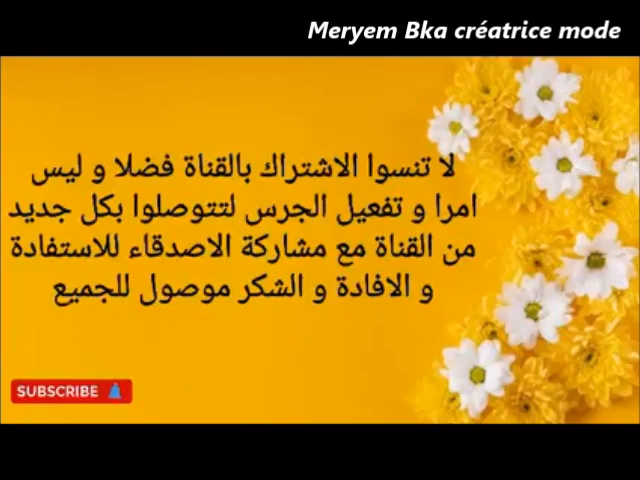 Meryem Bka créatrice mode
لا تنسوا الاشتراك بالقناة فضلا و ليس
امرا و تفعيل الجرس لتتوصلوا بكل جديد
من القناة مع مشاركة الاصدقاء للاستفادة
و الافادة و الشكر موصول للجميع
SUBSCRIBE